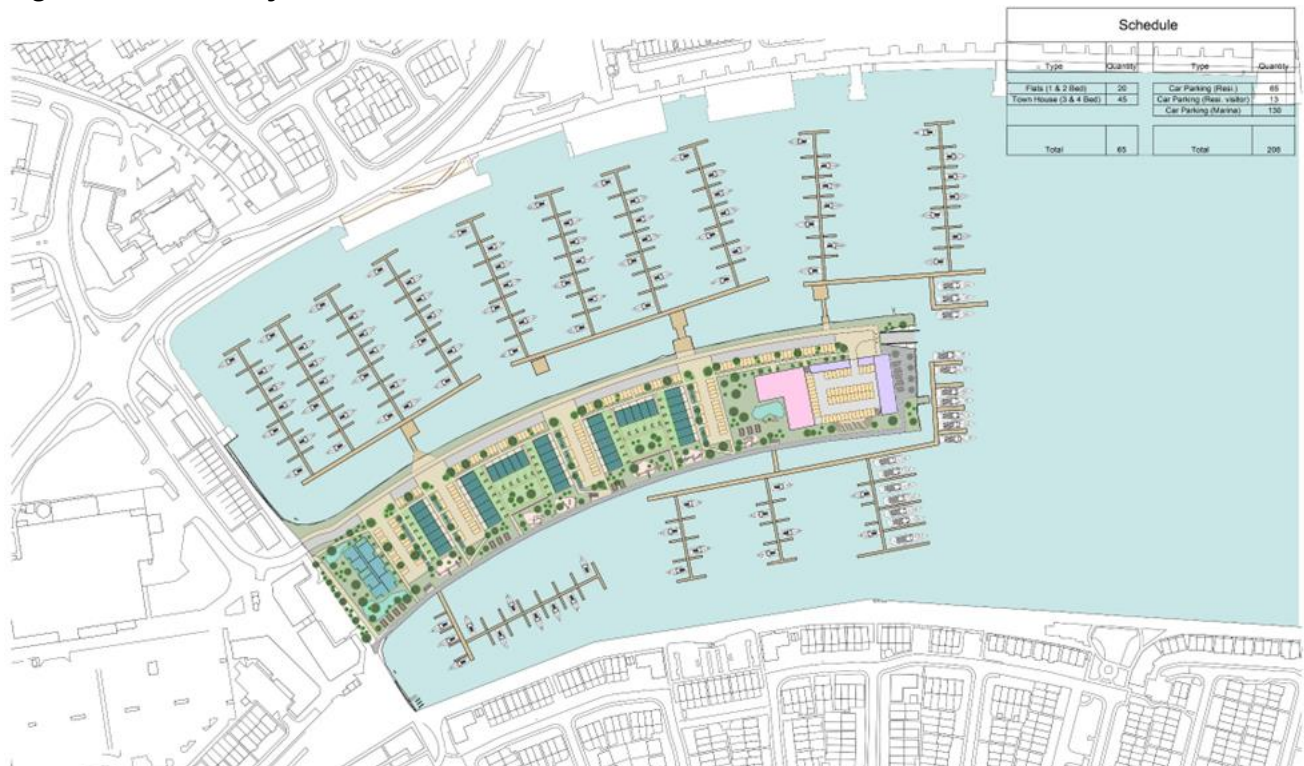 Schedule
Type Quantity Type Quantity
Flats (1 & 2 Bed) 20 Car Parking (Resi.) 65
Town House (3 & 4 Bed) 45 Car Parking (Resi. visitor) 13
Car Parking (Marina) 130
Total 65 Total 208